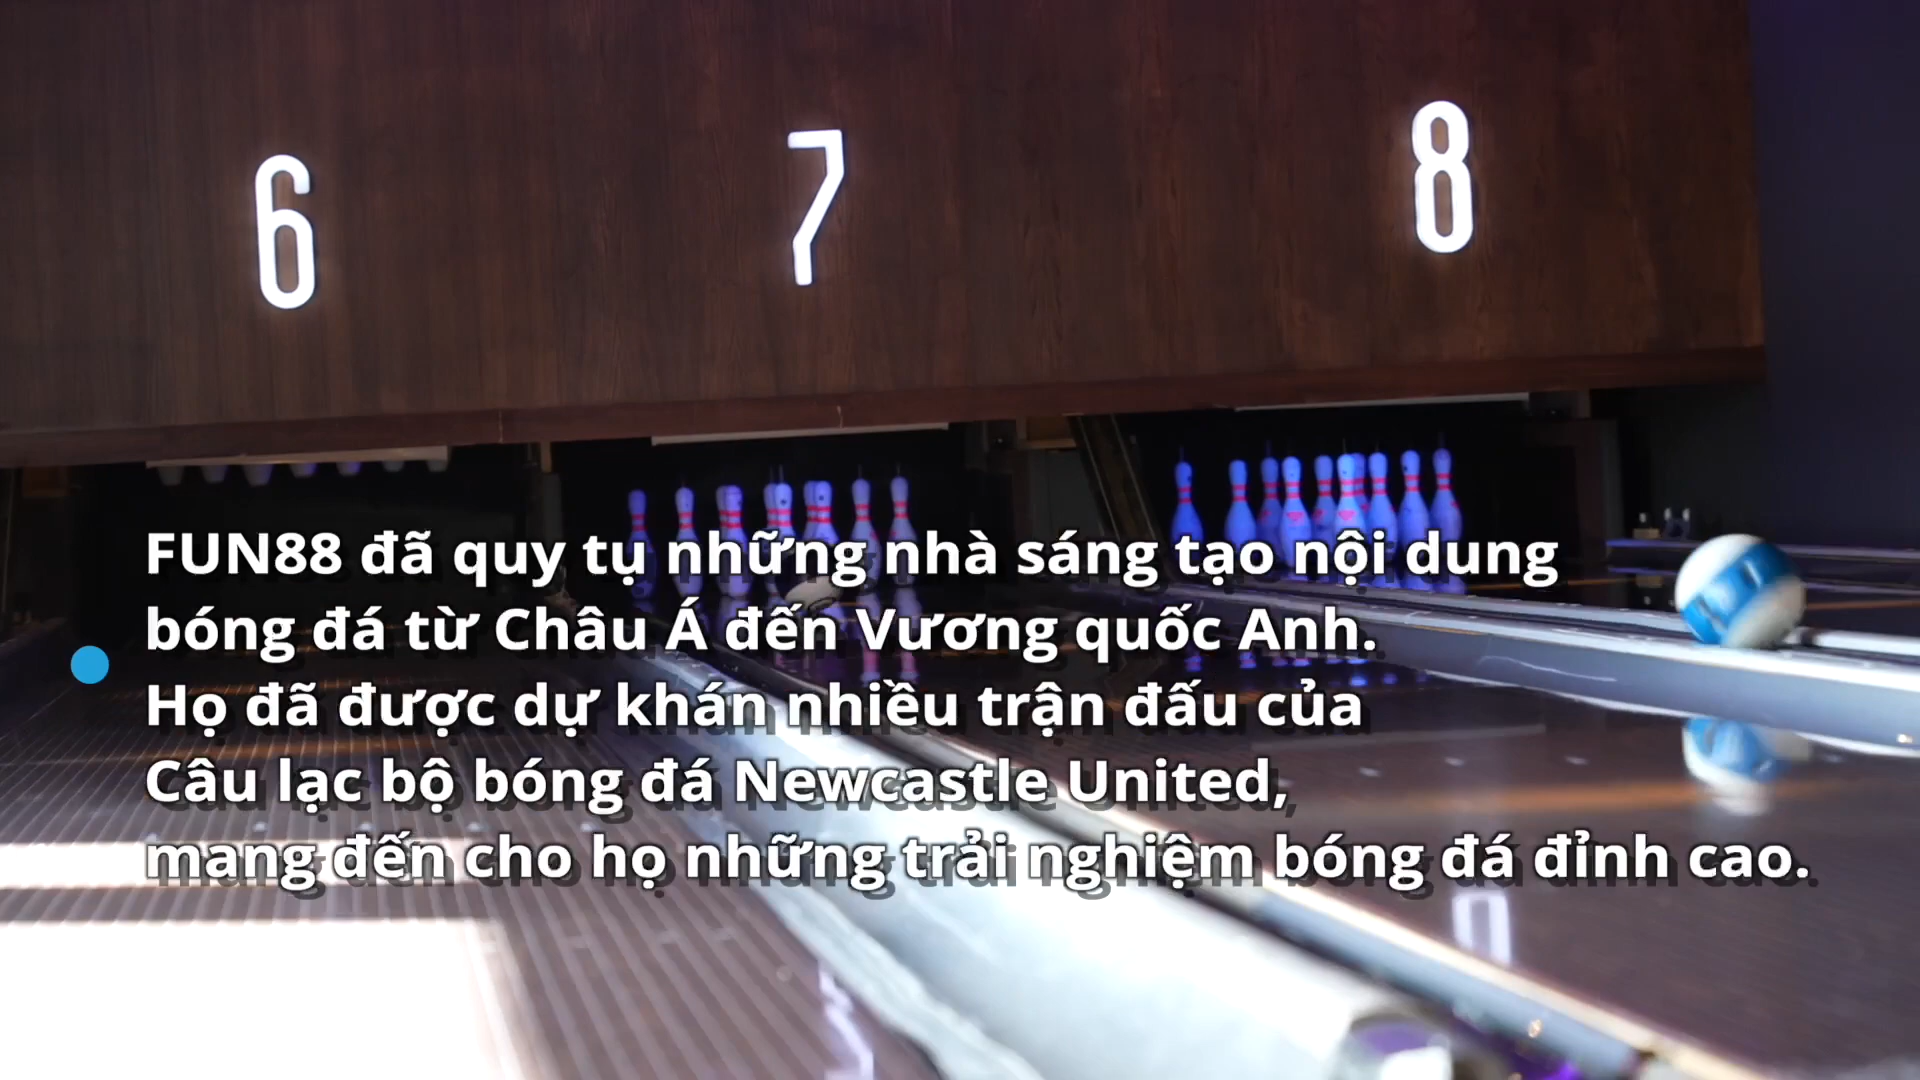 6 7 8
FUN88 đã quy tụ những nhà sáng tạo nội dung
bóng đá từ Châu Á đến Vương quốc Anh.
Họ đã được dự khán nhiều trận đấu của
Câu lạc bộ bóng đá Newcastle United,
mang đến cho họ những trải nghiệm bóng đá đỉnh cao.